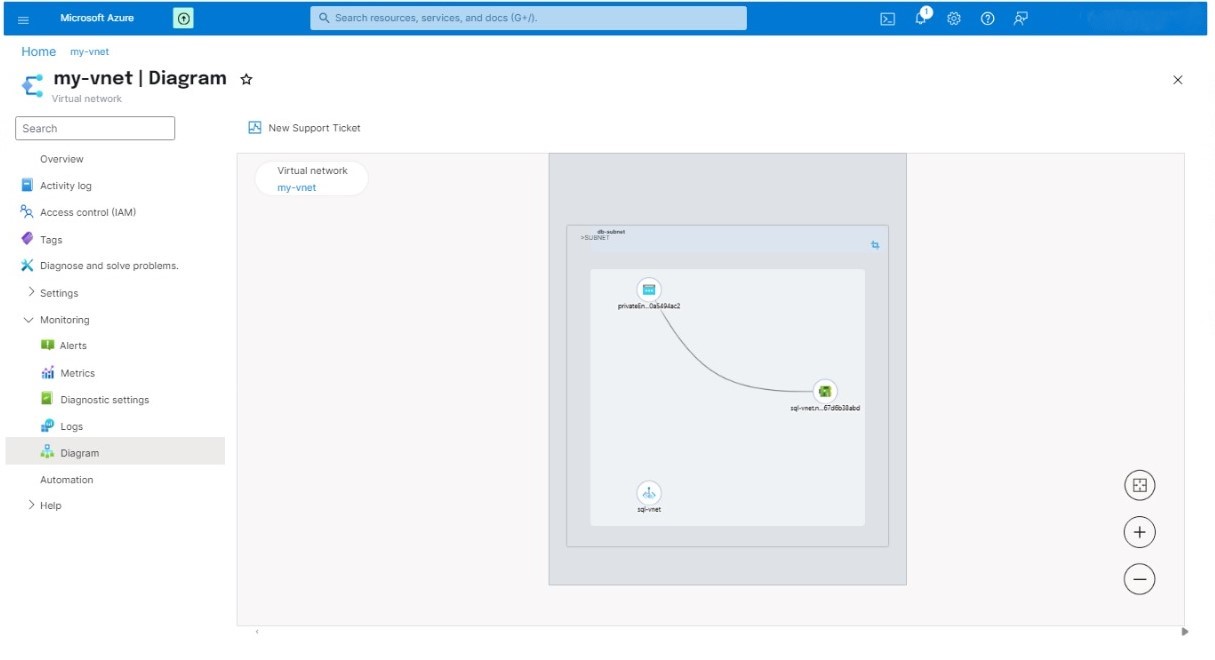 Microsoft Azure
Search resources, services, and docs (G+/).
1
Home my-vnet
my-vnet | Diagram
Virtual network
Search
New Support Ticket
Overview
Activity log
Access control (IAM)
Tags
Diagnose and solve problems.
Settings
Monitoring
Alerts
Metrics
Diagnostic settings
Logs
Diagram
Automation
Help
Virtual network
my-vnet
db-subnet
>SUBNET
privateEn...0a5494ac2
sql-vnet.n...67d6b38abd
sql-vnet